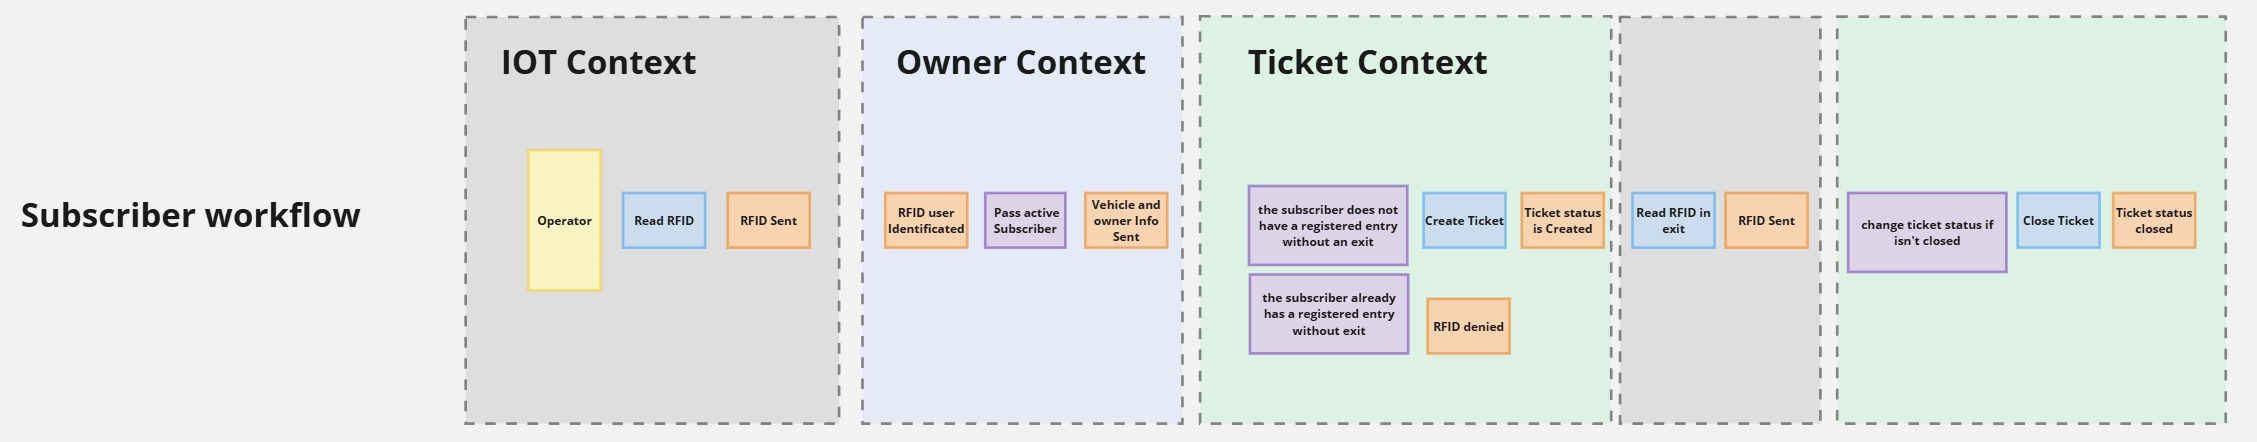 IOT Context
Owner Context
Ticket Context
Subscriber workflow
Operator
Read RFID
RFID Sent
RFID user
Identificated
Pass active
Subscriber
Vehicle and
owner Info
Sent
the subscriber does not
have a registered entry
without an exit
Create Ticket
Ticket status
is Created
the subscriber already
has a registered entry
without exit
RFID denied
Read RFID in
exit
RFID Sent
change ticket status if
isn't closed
Close Ticket
Ticket status
closed